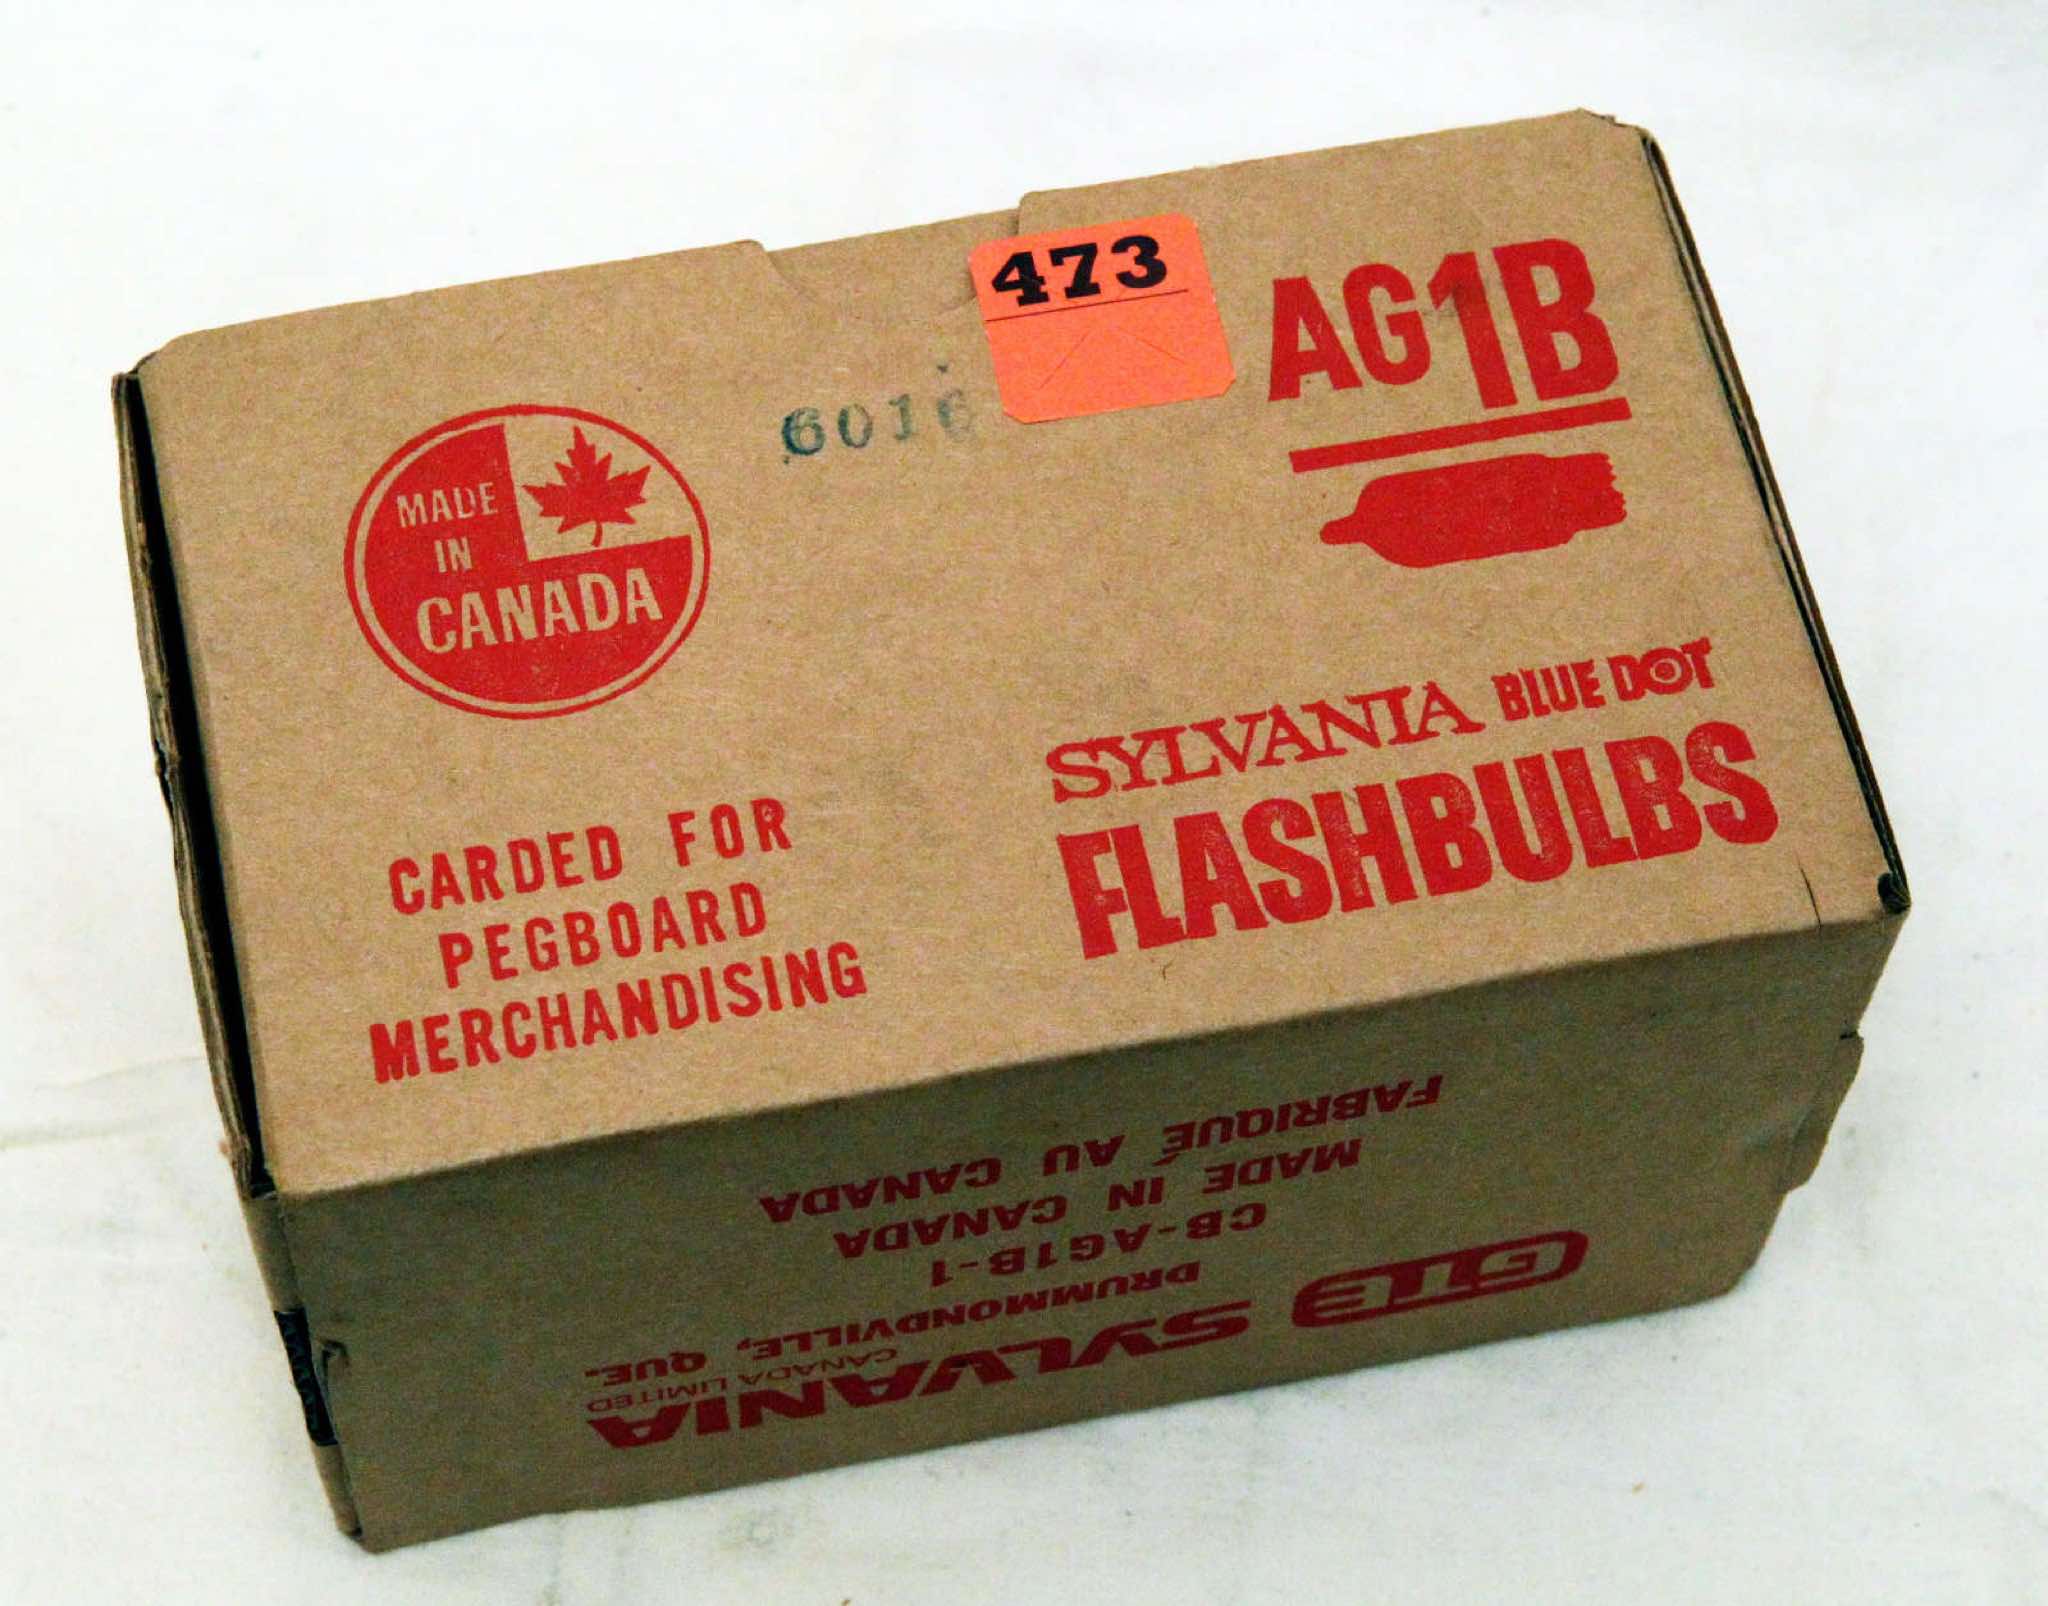 473
AG1B
6016
MADE
IN
CANADA
SYLVANIA BLUE DOT
FLASHBULBS
CARDED FOR
PEGBOARD
MERCHANDISING
GTE SYLVANIA
CANADA LIMITED
DRUMMONDVILLE, QUE.
CB-AG1B-1
MADE IN CANADA
FABRIQUÉ AU CANADA